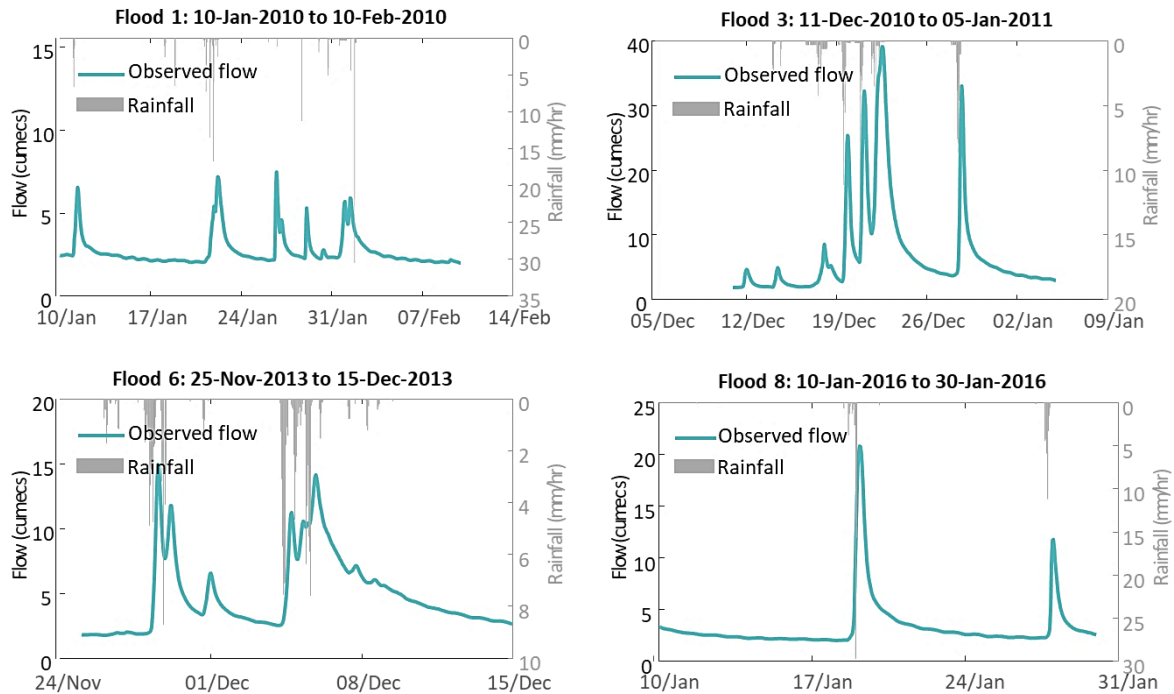 Flood 1: 10-Jan-2010 to 10-Feb-2010
15
10
5
0
Flow (cumecs)
Observed flow
Rainfall
0
5
10
15
20
25
30
35
Rainfall (mm/hr)
10/Jan 17/Jan 24/Jan 31/Jan 07/Feb 14/Feb
Flood 3: 11-Dec-2010 to 05-Jan-2011
40
30
20
10
0
Flow (cumecs)
Observed flow
Rainfall
0
5
10
15
20
Rainfall (mm/hr)
05/Dec 12/Dec 19/Dec 26/Dec 02/Jan 09/Jan
Flood 6: 25-Nov-2013 to 15-Dec-2013
20
15
10
5
0
Flow (cumecs)
Observed flow
Rainfall
0
2
4
6
8
10
Rainfall (mm/hr)
24/Nov 01/Dec 08/Dec 15/Dec
Flood 8: 10-Jan-2016 to 30-Jan-2016
25
20
15
10
5
0
Flow (cumecs)
Observed flow
Rainfall
0
5
10
15
20
25
30
Rainfall (mm/hr)
10/Jan 17/Jan 24/Jan 31/Jan